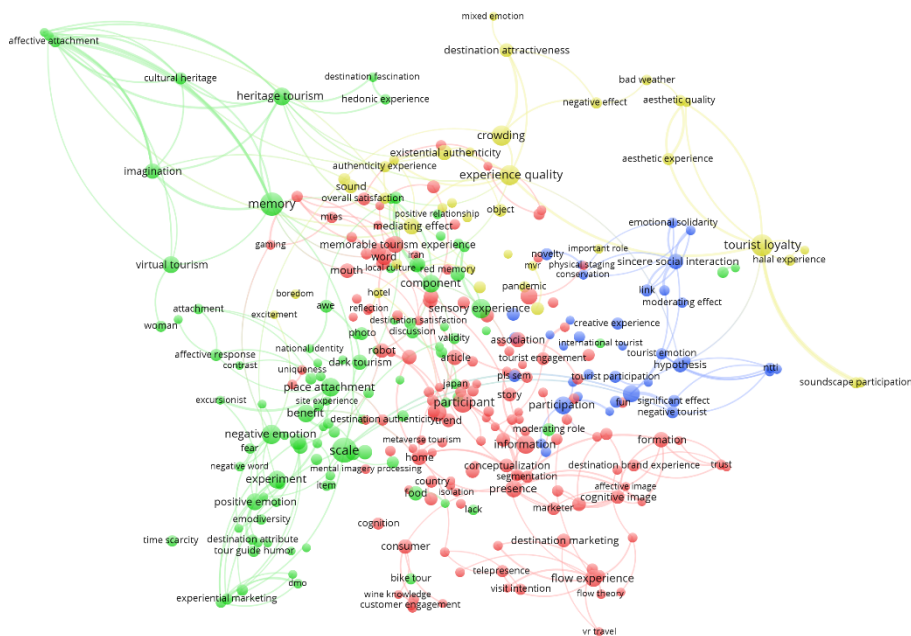 mixed emotion
affective attachment
destination attractiveness
cultural heritage
destination fascination
bad weather
heritage tourism
hedonic experience
negative effect
aesthetic quality
crowding
existential authenticity
imagination
authenticity experience
aesthetic experience
experience quality
sound
overall satisfaction
memory
positive relationship
object
mtes
mediating effect
emotional solidarity
gaming
memorable tourism experience
word
iran
novelty
important role
tourist loyalty
sincere social interaction
halal experience
virtual tourism
mouth
local culture
red memory
mvr
physical staging
conservation
component
link
moderating effect
boredom
hotel
pandemic
attachment
excitement
awe
reflection
sensory experience
woman
destination satisfaction
creative experience
photo
discussion
validity
association
international tourist
national identity
affective response
contrast
dark tourism
robot
article
tourist engagement
tourist emotion
hypothesis
uniqueness
pls sem
tourist participation
ntti
soundscape participation
place attachment
japan
story
excursionist
site experience
participant
participation
fun
significant effect
negative tourist
benefit
destination authenticity
trend
moderating role
negative emotion
fear
scale
metaverse tourism
information
formation
home
negative word
mental imagery processing
conceptualization
segmentation
destination brand experience
trust
experiment
item
country
presence
affective image
cognitive image
food
isolation
positive emotion
lack
marketer
emodiversity
cognition
time scarcity
destination attribute
tour guide humor
consumer
destination marketing
dmo
bike tour
telepresence
flow experience
experiential marketing
wine knowledge
customer engagement
visit intention
flow theory
vr travel